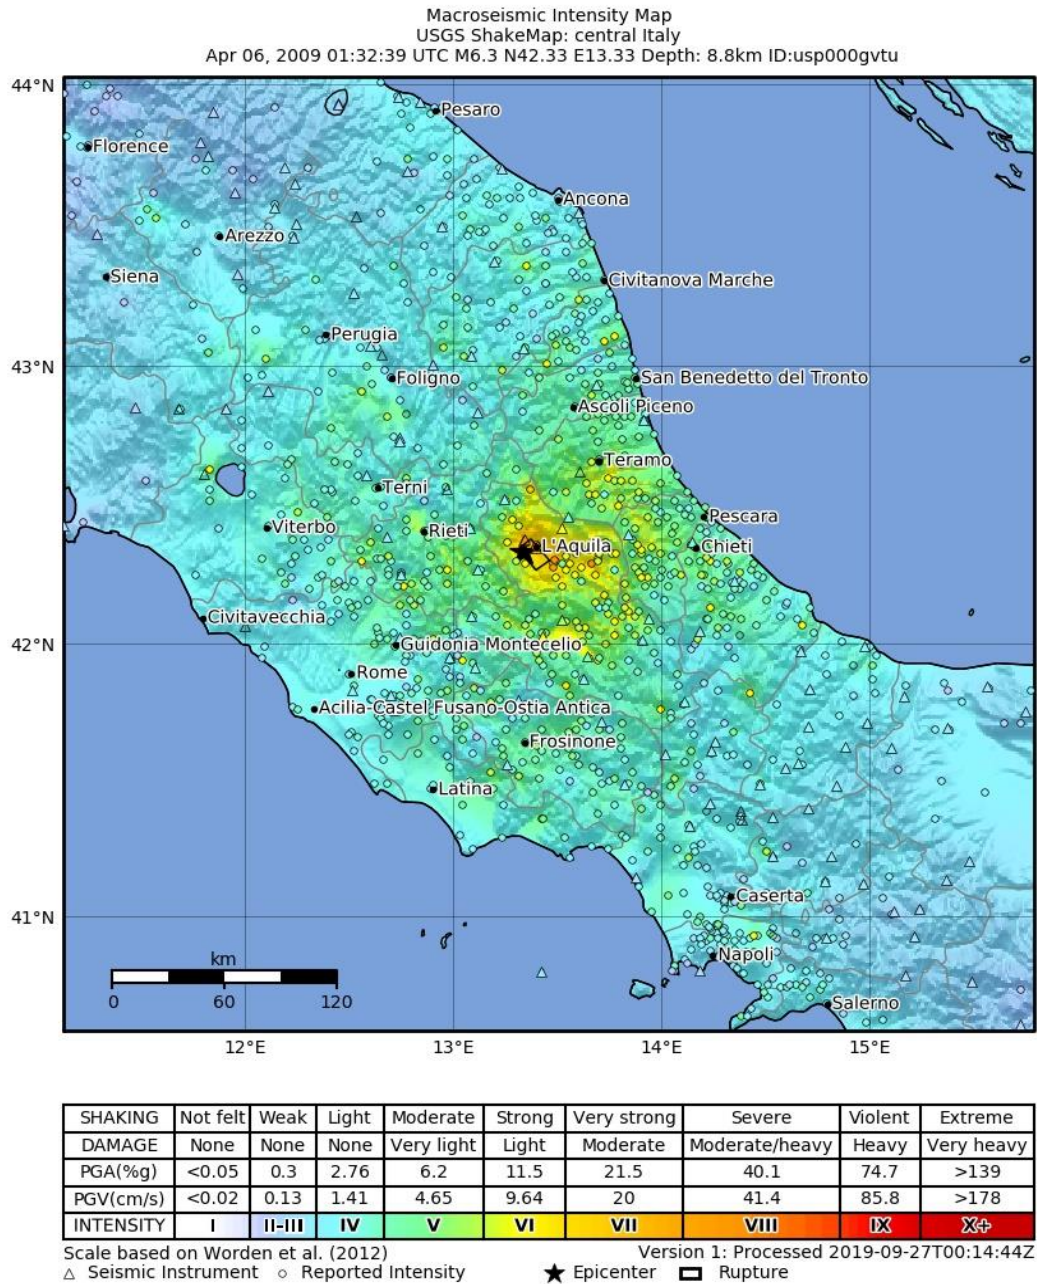 Macroseismic Intensity Map
USGS ShakeMap: central Italy
Apr 06, 2009 01:32:39 UTC M6.3 N42.33 E13.33 Depth: 8.8km ID:usp000gvtu
44°N
Pesaro
Florence
Ancona
Arezzo
Siena
Civitanova Marche
Perugia
43°N
Foligno
San Benedetto del Tronto
Ascoli Piceno
Teramo
Terni
Pescara
Viterbo
Rieti
L'Aquila
Chieti
Civitavecchia
42°N
Guidonia Montecelio
Rome
Acilia-Castel Fusano-Ostia Antica
Frosinone
Latina
Caserta
41°N
Napoli
km
0 60 120
Salerno
12°E 13°E 14°E 15°E
SHAKING Not felt Weak Light Moderate Strong Very strong Severe Violent Extreme
DAMAGE None None None Very light Light Moderate Moderate/heavy Heavy Very heavy
PGA(%g) <0.05 0.3 2.76 6.2 11.5 21.5 40.1 74.7 >139
PGV(cm/s) <0.02 0.13 1.41 4.65 9.64 20 41.4 85.8 >178
INTENSITY I II-III IV V VI VII VIII IX X+
Scale based on Worden et al. (2012) Version 1: Processed 2019-09-27T00:14:44Z
△ Seismic Instrument ○ Reported Intensity ★ Epicenter Rupture